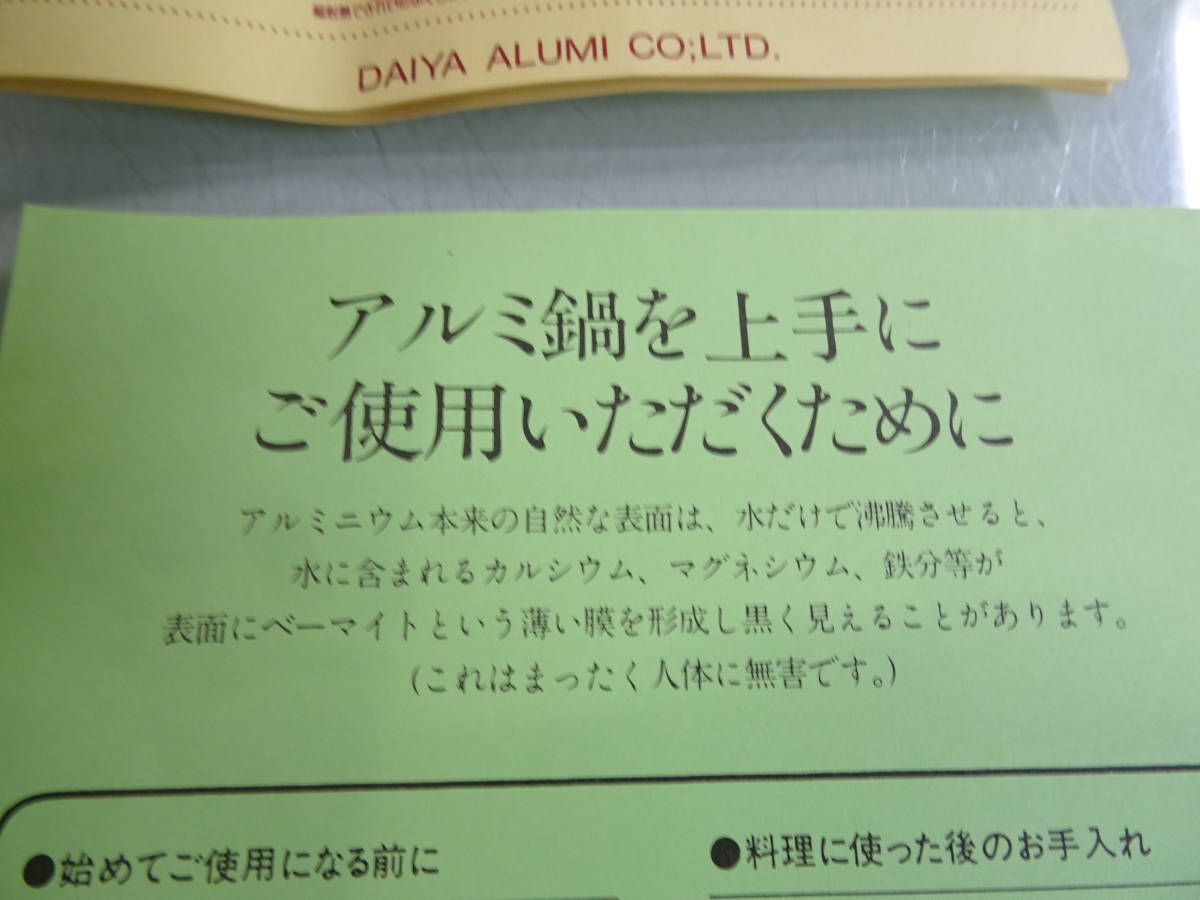 DAIYA ALUMI CO;LTD.
アルミ鍋を上手に
ご使用いただくために
アルミニウム本来の自然な表面は、水だけで沸騰させると、
水に含まれるカルシウム、マグネシウム、鉄分等が
表面にベーマイトという薄い膜を形成し黒く見えることがあります。
(これはまったく人体に無害です。)
●始めてご使用になる前に
●料理に使った後のお手入れ